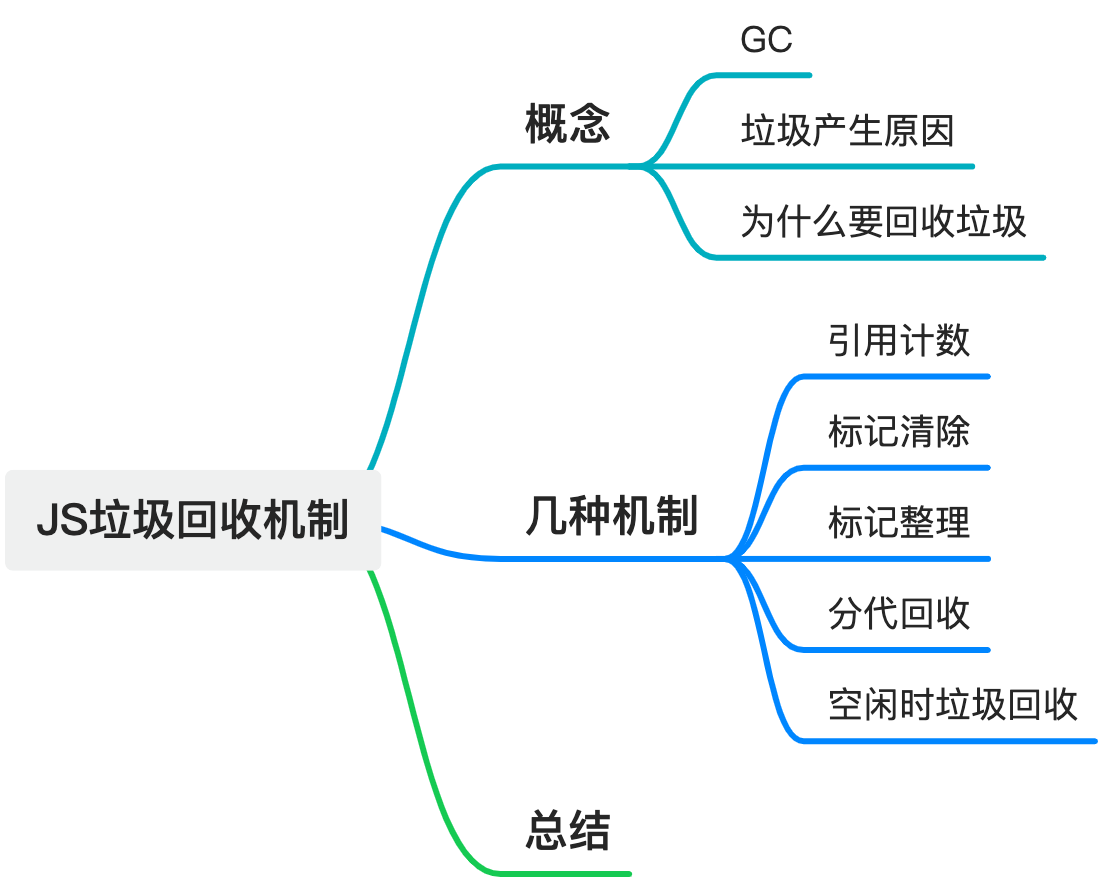 JS垃圾回收机制
概念
GC
垃圾产生原因
为什么要回收垃圾
几种机制
引用计数
标记清除
标记整理
分代回收
空闲时垃圾回收
总结